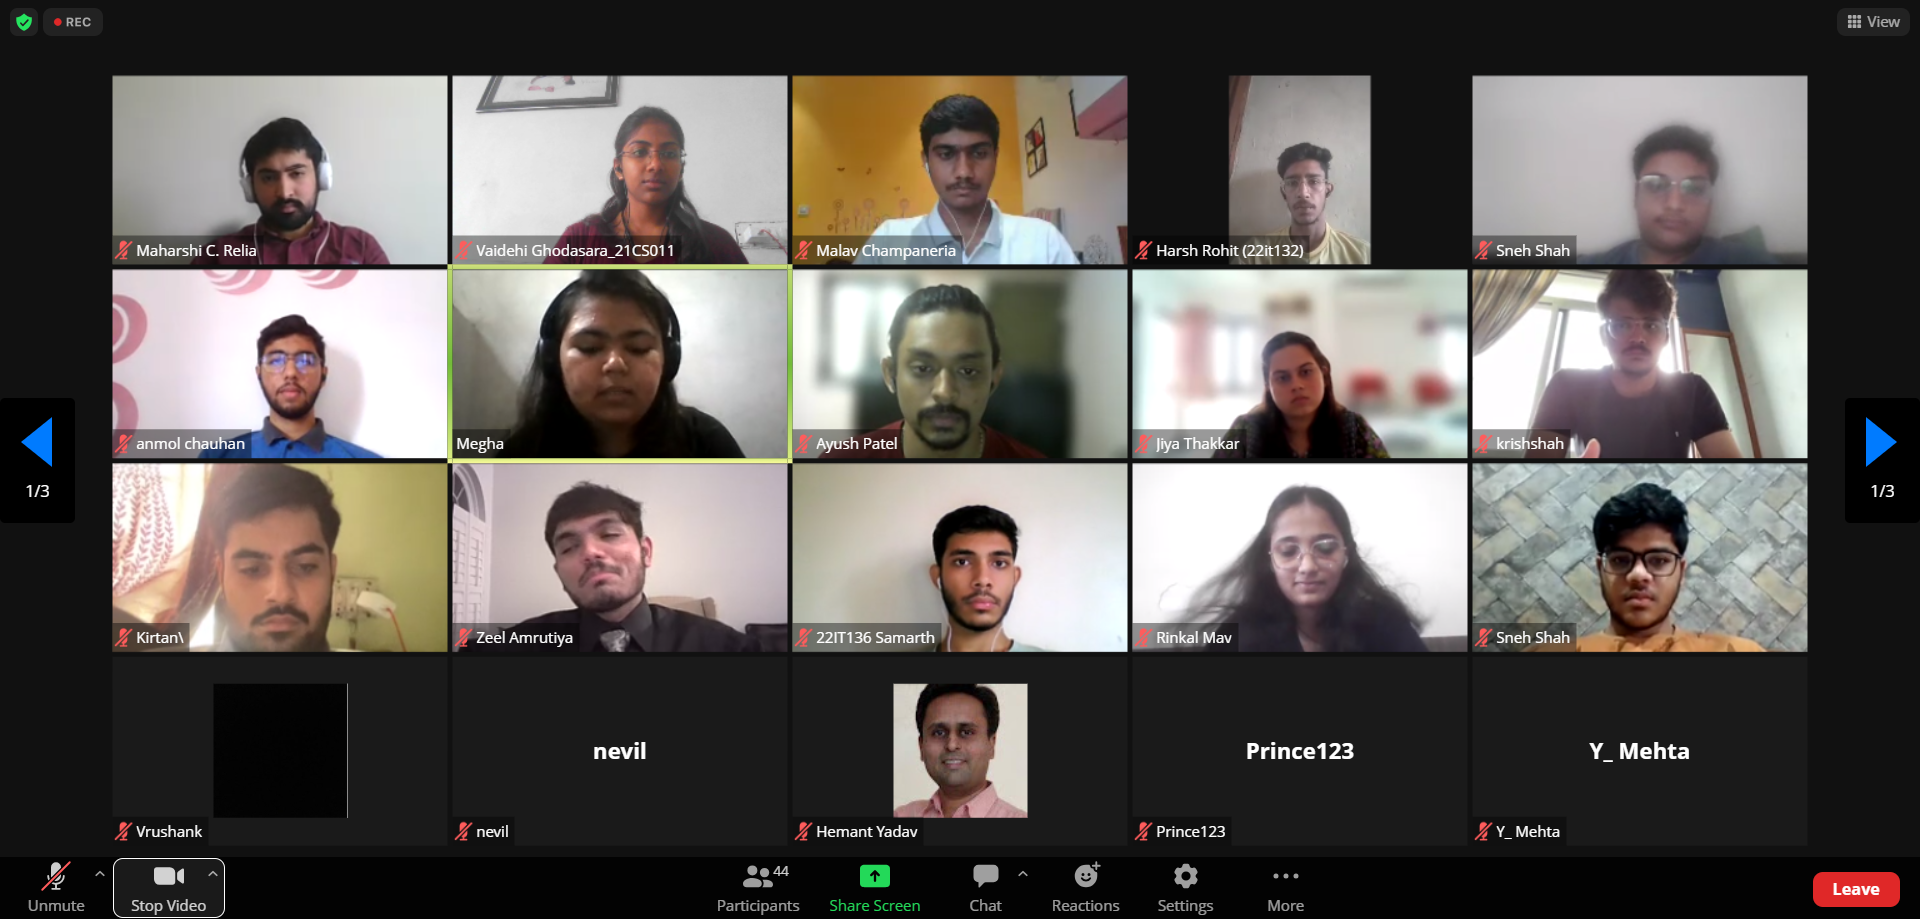 REC
View
Maharshi C. Relia
Vaidehi Ghodasara_21CS011
Malav Champaneria
Harsh Rohit (22it132)
Sneh Shah
anmol chauhan
Megha
Ayush Patel
Jiya Thakkar
krishshah
1/3
1/3
Kirtan\
Zeel Amrutiya
22IT136 Samarth
Rinkal Mav
Sneh Shah
nevil
Prince123
Y_ Mehta
Vrushank
nevil
Hemant Yadav
Prince123
Y_ Mehta
Unmute
Stop Video
Participants
44
Share Screen
Chat
Reactions
Settings
More
Leave